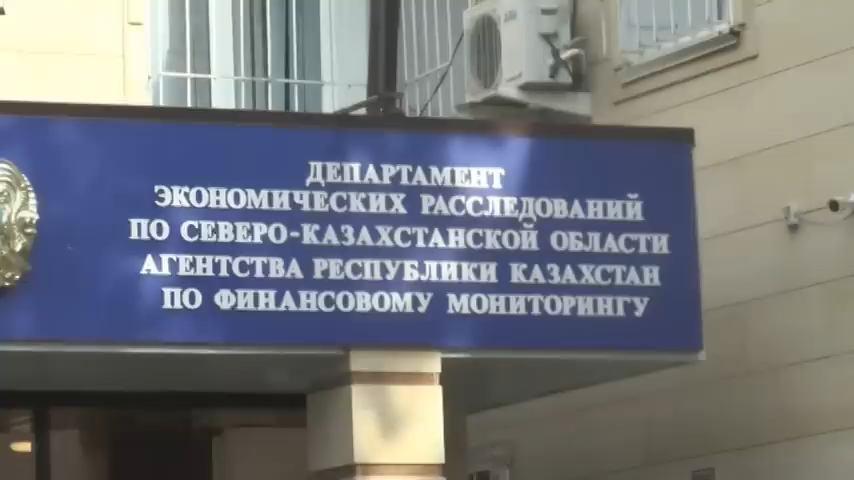 ДЕПАРТАМЕНТ
ЭКОНОМИЧЕСКИХ РАССЛЕДОВАНИЙ
ПО СЕВЕРО-КАЗАХСТАНСКОЙ ОБЛАСТИ
АГЕНТСТВА РЕСПУБЛИКИ КАЗАХСТАН
ПО ФИНАНСОВОМУ МОНИТОРИНГУ